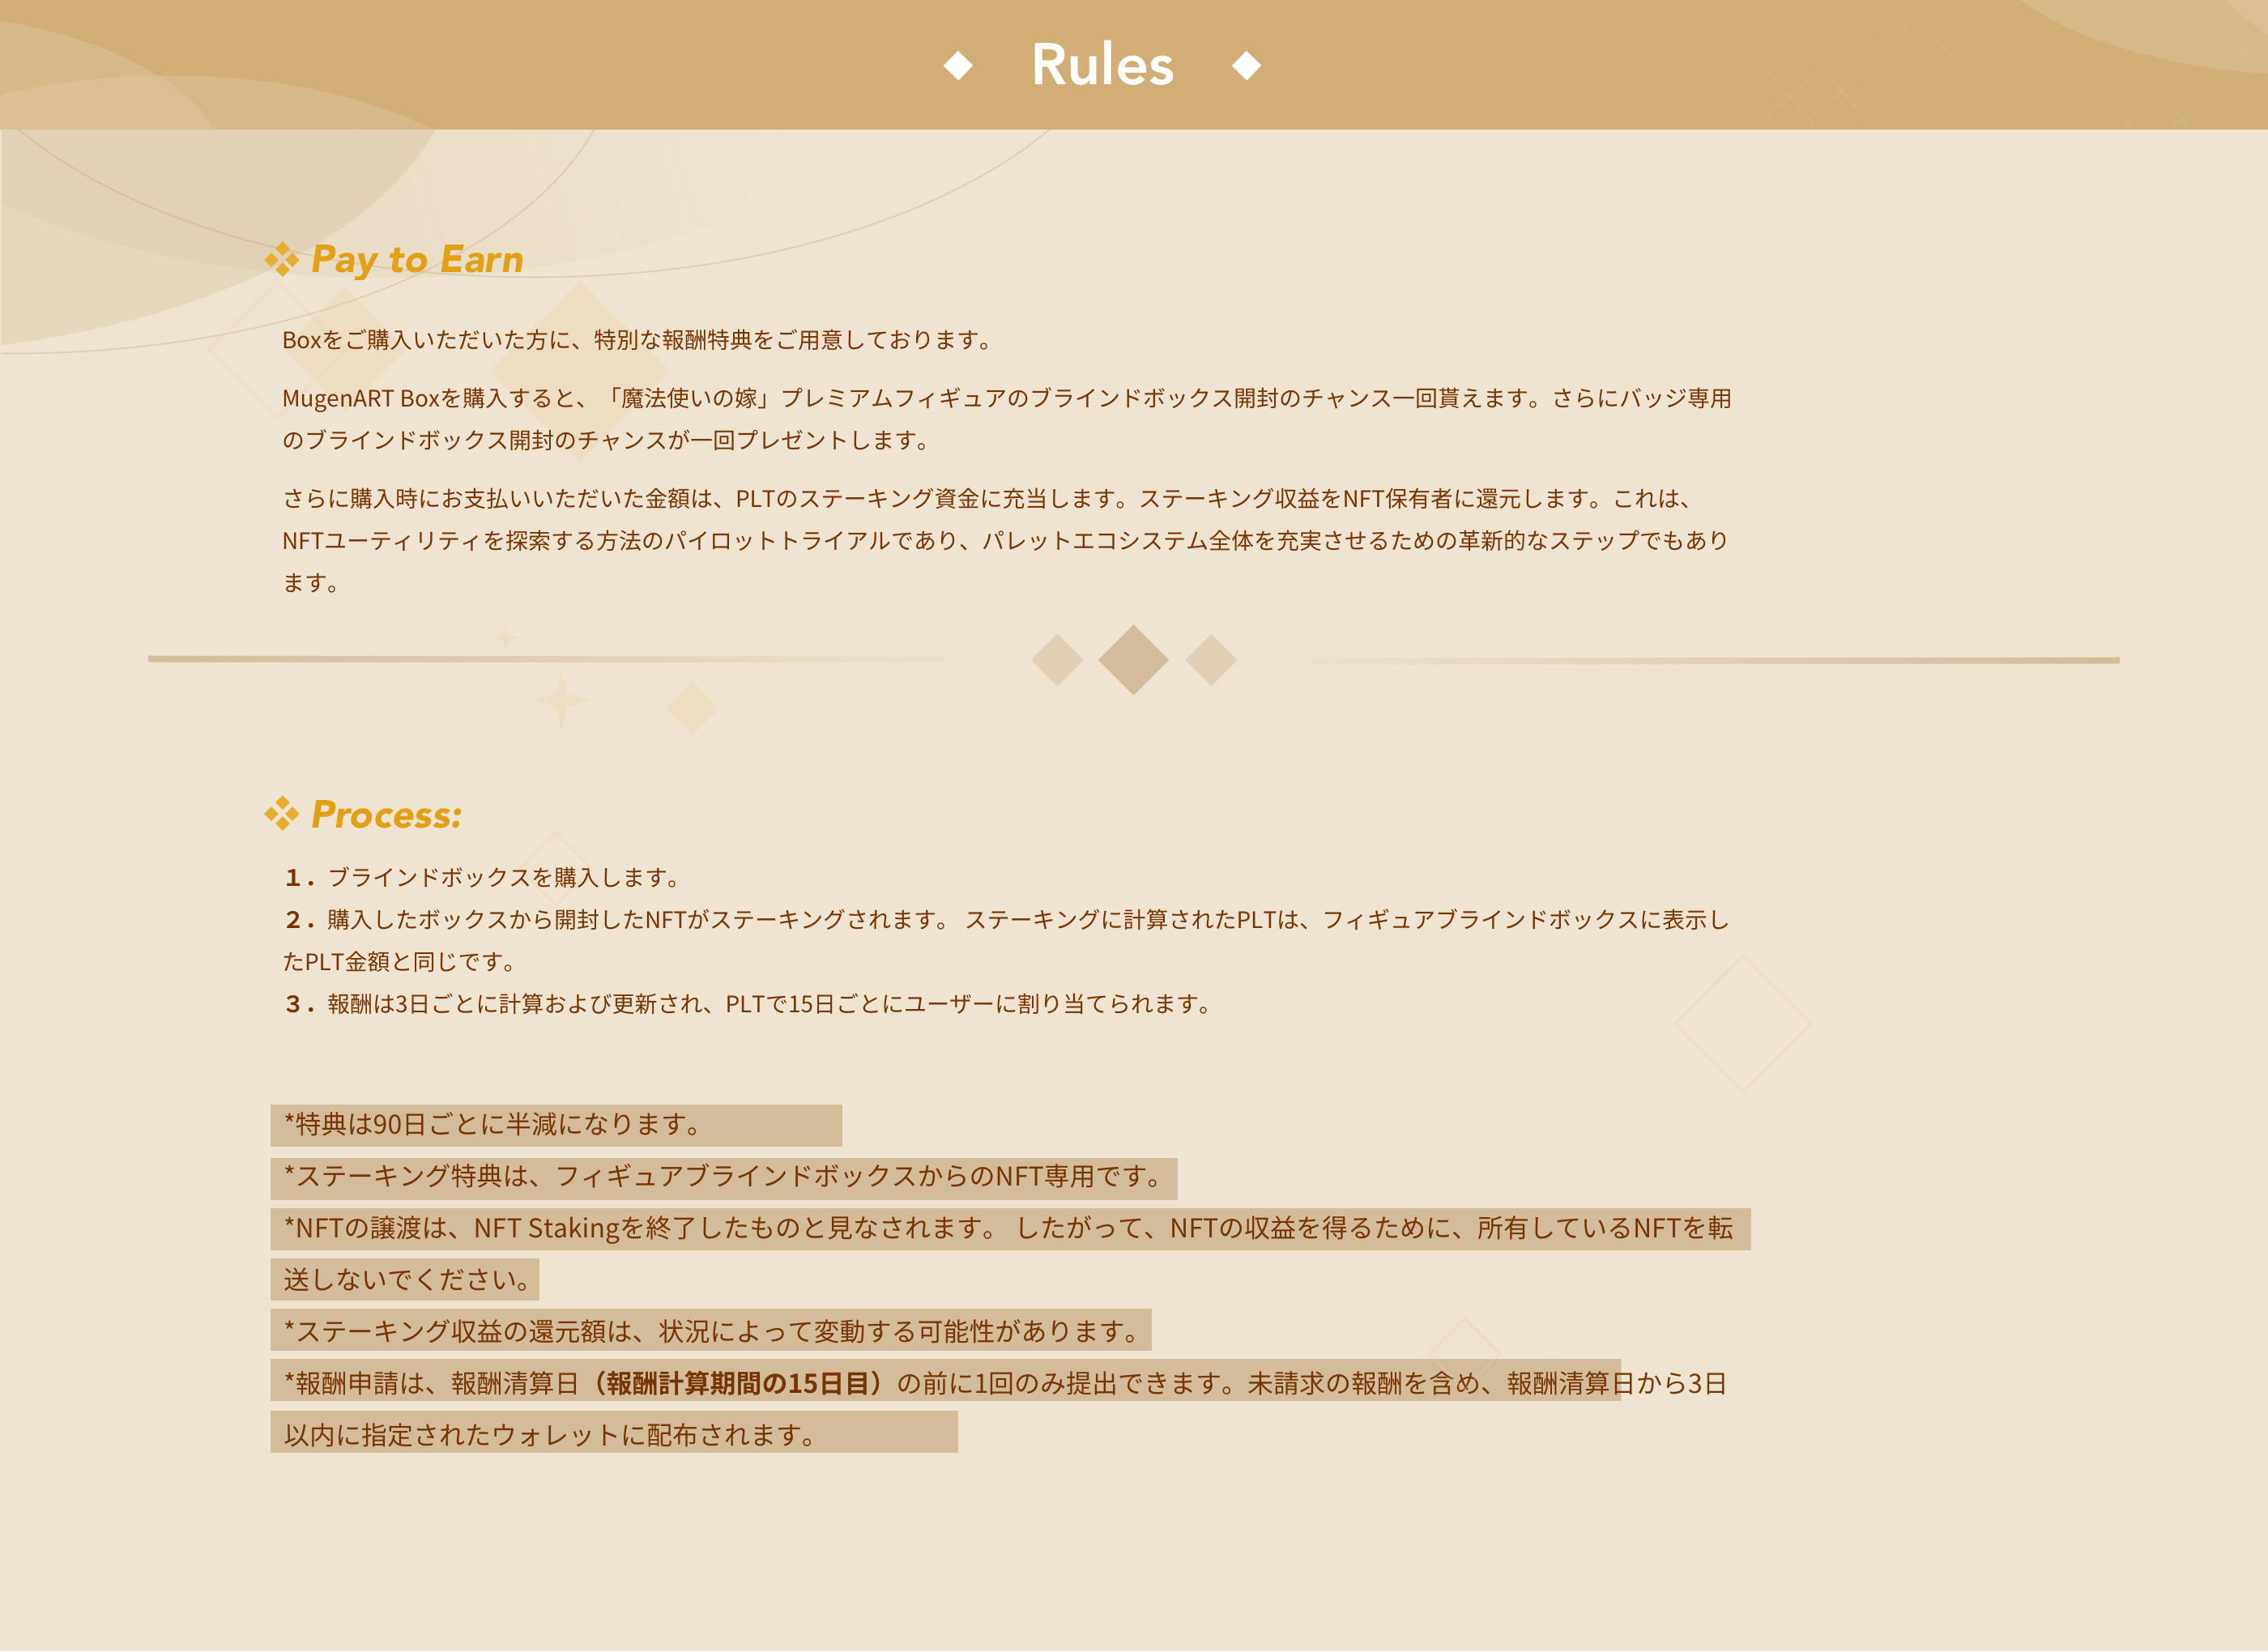 Rules
Pay to Earn
Boxをご購入いただいた方に、特別な報酬特典をご用意しております。
MugenART Boxを購入すると、「魔法使いの嫁」プレミアムフィギュアのブラインドボックス開封のチャンス一回貰えます。さらにバッジ専用
のブラインドボックス開封のチャンスが一回プレゼントします。
さらに購入時にお支払いいただいた金額は、PLTのステーキング資金に充当します。ステーキング収益をNFT保有者に還元します。これは、
NFTユーティリティを探索する方法のパイロットトライアルであり、パレットエコシステム全体を充実させるための革新的なステップでもあり
ます。
Process:
１．ブラインドボックスを購入します。
２．購入したボックスから開封したNFTがステーキングされます。 ステーキングに計算されたPLTは、フィギュアブラインドボックスに表示し
たPLT金額と同じです。
３．報酬は3日ごとに計算および更新され、PLTで15日ごとにユーザーに割り当てられます。
*特典は90日ごとに半減になります。
*ステーキング特典は、フィギュアブラインドボックスからのNFT専用です。
*NFTの譲渡は、NFT Stakingを終了したものと見なされます。 したがって、NFTの収益を得るために、所有しているNFTを転
送しないでください。
*ステーキング収益の還元額は、状況によって変動する可能性があります。
*報酬申請は、報酬清算日（報酬計算期間の15日目）の前に1回のみ提出できます。未請求の報酬を含め、報酬清算日から3日
以内に指定されたウォレットに配布されます。